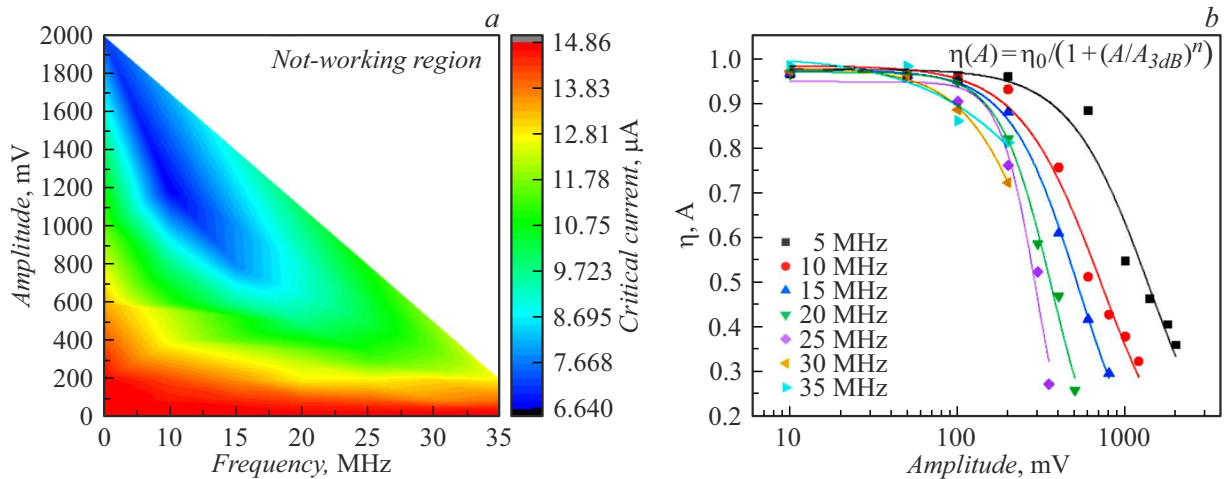 a
2000
1800
1600
1400
1200
1000
800
600
400
200
0
Amplitude, mV
Not-working region
0 10 15 20 25 30 35
Frequency, MHz
14.86
13.83
12.81
11.78
10.75
9.723
8.695
7.668
6.640
Critical current, μA
b
η(A) = η₀/(1 + (A/A₃dB)ⁿ)
1.0
0.9
0.8
0.7
0.6
0.5
0.4
0.3
0.2
η, A
5 MHz
10 MHz
15 MHz
20 MHz
25 MHz
30 MHz
35 MHz
10 100 1000
Amplitude, mV